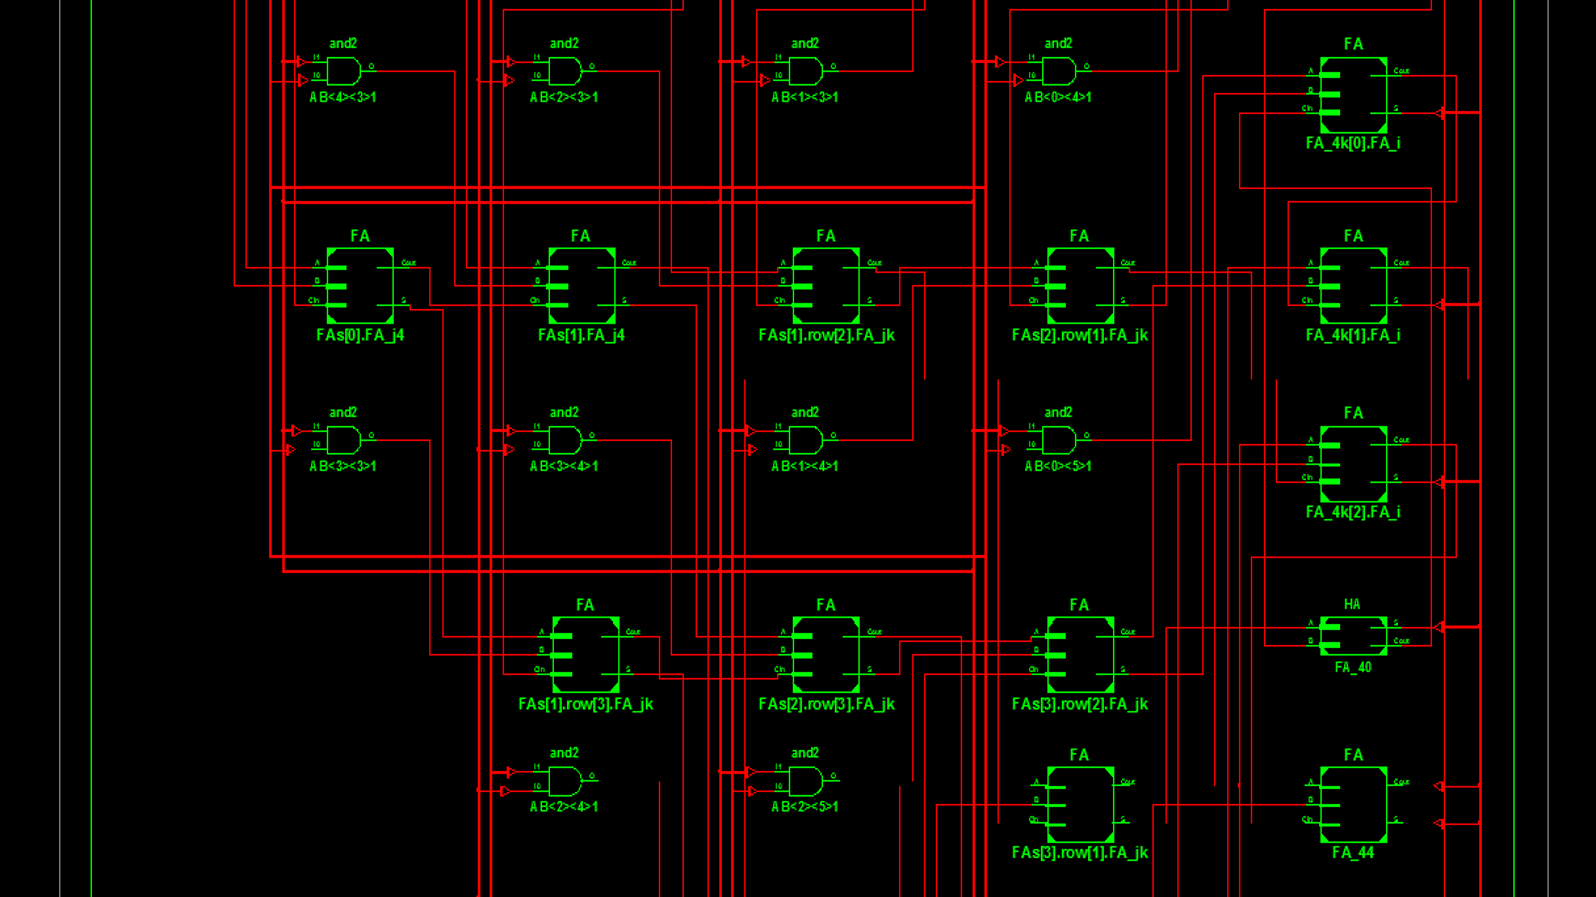 and2 and2 and2 and2 FA
I1 I0 O I1 I0 O I1 I0 O I1 I0 O A B Cin Cout S
AB<4><3>1 AB<2><3>1 AB<1><3>1 AB<0><4>1 FA_4k[0].FA_i
FA FA FA FA FA
A B Cin Cout S A B Cin Cout S A B Cin Cout S A B Cin Cout S A B Cin Cout S
FAs[0].FA_j4 FAs[1].FA_j4 FAs[1].row[2].FA_jk FAs[2].row[1].FA_jk FA_4k[1].FA_i
and2 and2 and2 and2 FA
I1 I0 O I1 I0 O I1 I0 O I1 I0 O A B Cin Cout S
AB<3><3>1 AB<3><4>1 AB<1><4>1 AB<0><5>1 FA_4k[2].FA_i
FA FA FA HA
A B Cin Cout S A B Cin Cout S A B Cin Cout S A B S Cout
FAs[1].row[3].FA_jk FAs[2].row[3].FA_jk FAs[3].row[2].FA_jk FA_40
and2 and2 FA FA
I1 I0 O I1 I0 O A B Cin Cout S A B Cin Cout S
AB<2><4>1 AB<2><5>1 FAs[3].row[1].FA_jk FA_44